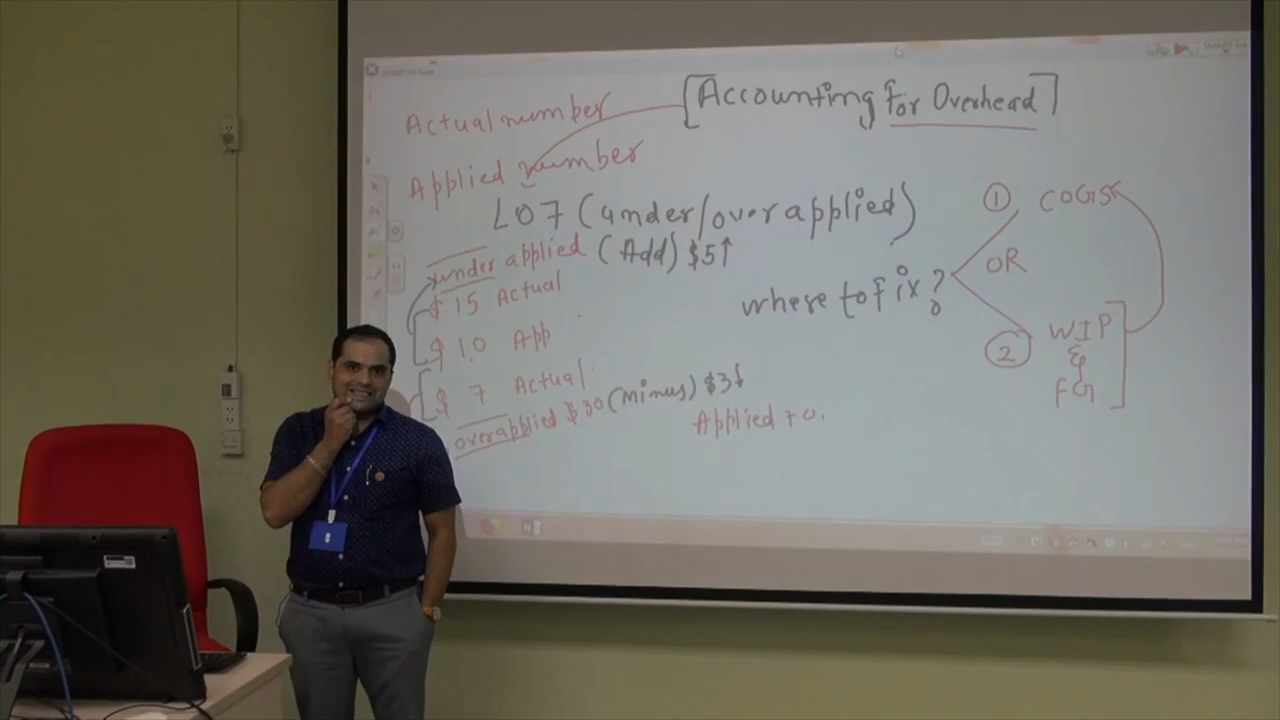 [Accounting For Overhead]
Actual number
Applied number
LO7 (under/over applied)
under applied (Add) $5↑
$ 15 Actual
$ 10 App
$ 7 Actual
overapplied $30 (minus) $3↓
Applied + o.
where to fix?
① COGS
OR
② WIP
&
FG